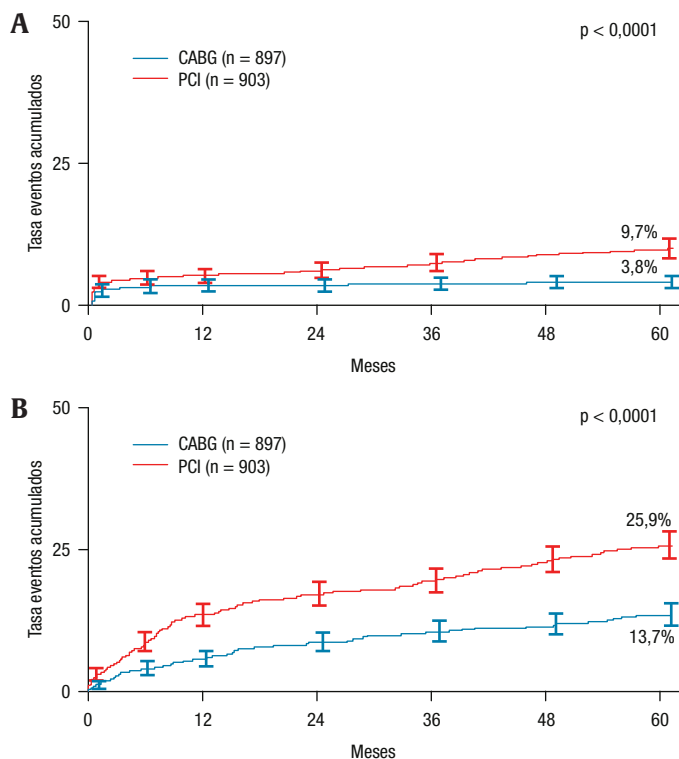 A
50
p < 0,0001
CABG (n = 897)
PCI (n = 903)
Tasa eventos acumulados
25
9,7%
3,8%
0
0 12 24 36 48 60
Meses
B
50
p < 0,0001
CABG (n = 897)
PCI (n = 903)
Tasa eventos acumulados
25,9%
25
13,7%
0
0 12 24 36 48 60
Meses